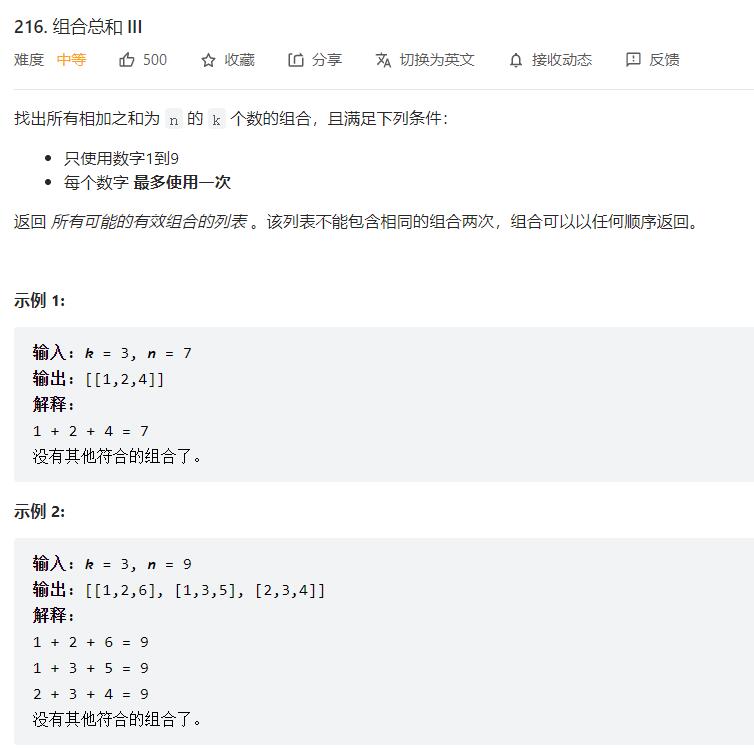 216. 组合总和 III
难度 中等 500 收藏 分享 切换为英文 接收动态 反馈
找出所有相加之和为 n 的 k 个数的组合，且满足下列条件：
只使用数字1到9
每个数字 最多使用一次
返回 所有可能的有效组合的列表 。该列表不能包含相同的组合两次，组合可以以任何顺序返回。
示例 1:
输入：k = 3, n = 7
输出：[[1,2,4]]
解释：
1 + 2 + 4 = 7
没有其他符合的组合了。
示例 2:
输入：k = 3, n = 9
输出：[[1,2,6], [1,3,5], [2,3,4]]
解释：
1 + 2 + 6 = 9
1 + 3 + 5 = 9
2 + 3 + 4 = 9
没有其他符合的组合了。